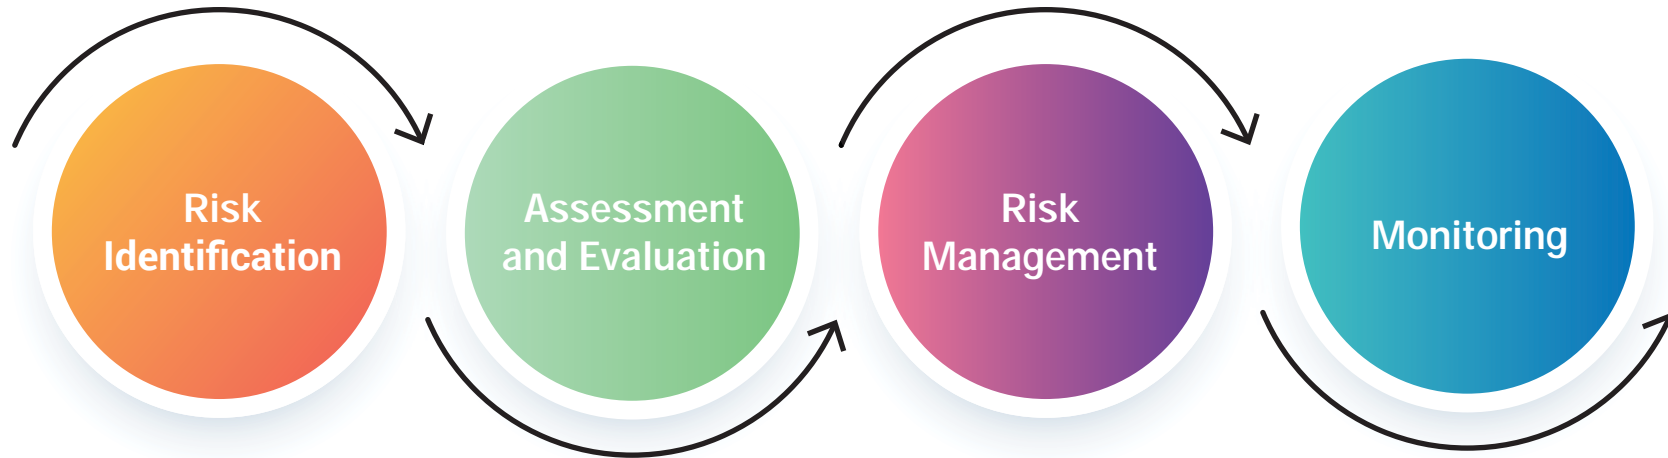 Risk
Identification
Assessment
and Evaluation
Risk
Management
Monitoring